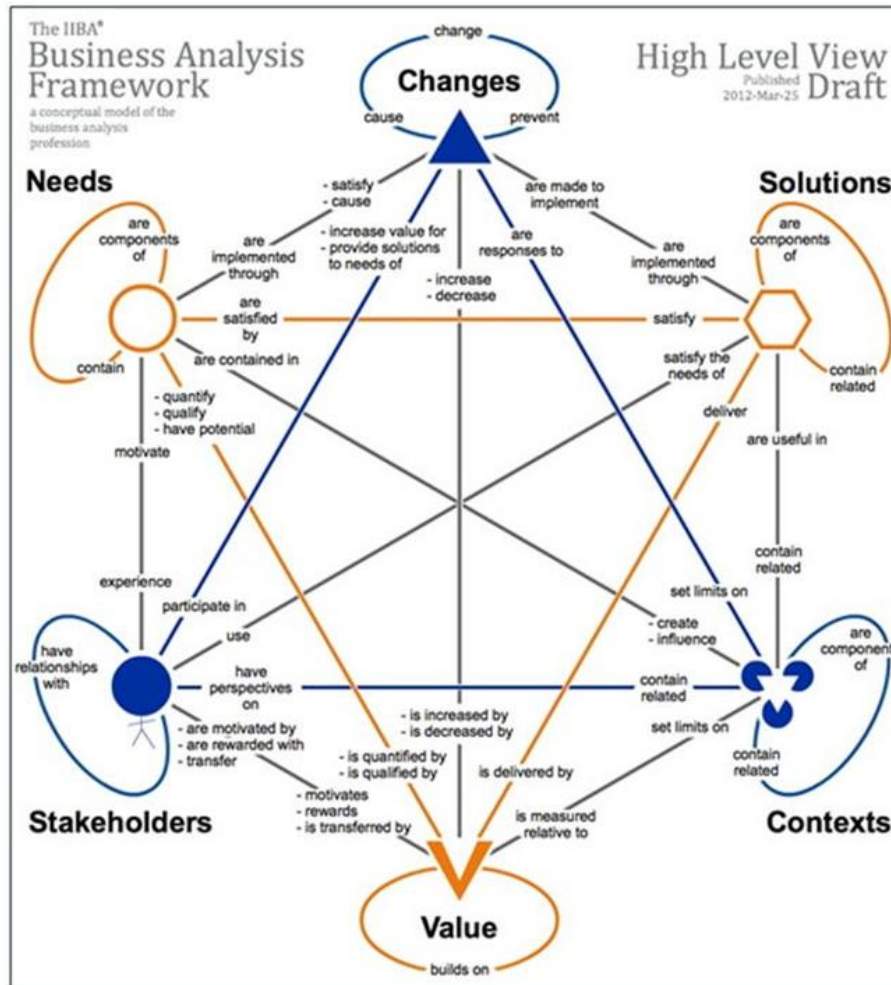 The IIBA®
Business Analysis
Framework
a conceptual model of the
business analysis
profession
High Level View
Published
2012-Mar-25
Draft
change
Changes
cause
prevent
Needs
Solutions
are
components
of
- satisfy
- cause
are made to
implement
are
components
of
are
implemented
through
- increase value for
- provide solutions
to needs of
are
responses to
are
implemented
through
- increase
- decrease
are
satisfied
by
satisfy
contain
are contained in
satisfy the
needs of
contain
related
- quantify
- qualify
- have potential
deliver
motivate
are useful in
experience
contain
related
participate in
set limits on
use
- create
- influence
have
relationships
with
are
component
of
have
perspectives
on
contain
related
- are motivated by
- are rewarded with
- transfer
- is increased by
- is decreased by
set limits on
contain
related
- is quantified by
- is qualified by
is delivered by
- motivates
- rewards
- is transferred by
is measured
relative to
Stakeholders
Contexts
Value
builds on